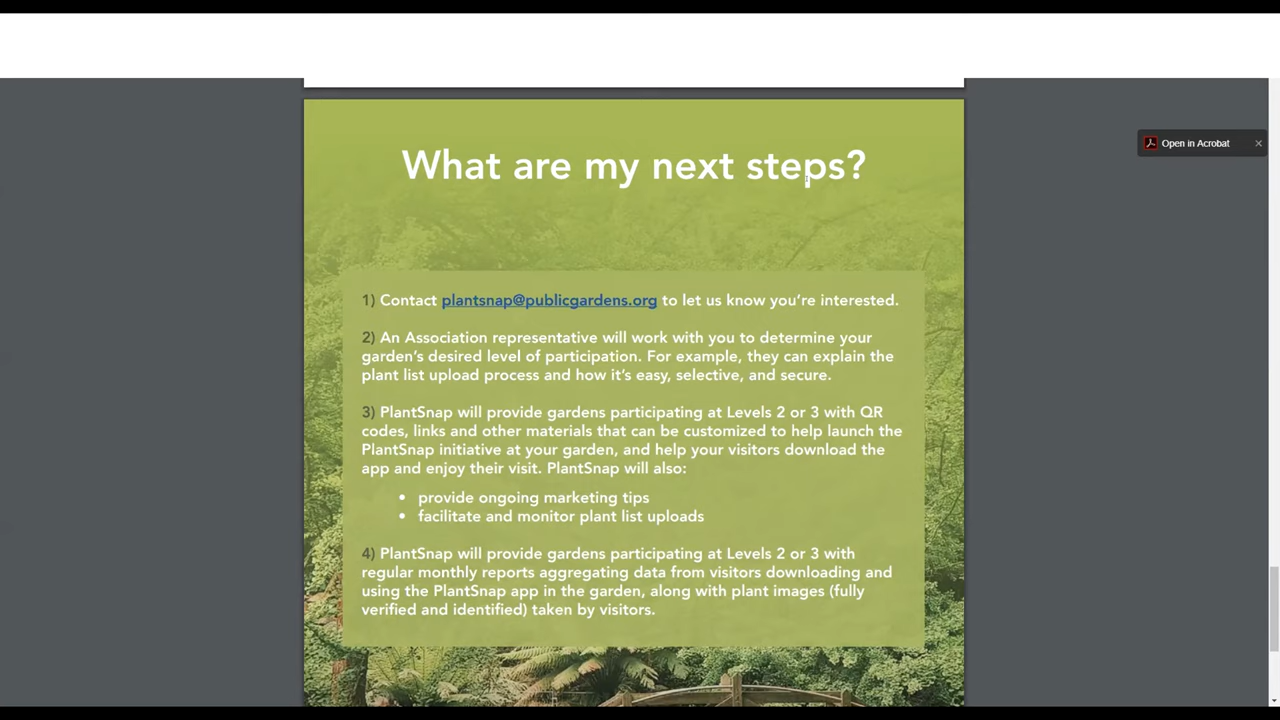 Open in Acrobat
What are my next steps?
1) Contact plantsnap@publicgardens.org to let us know you’re interested.
2) An Association representative will work with you to determine your
garden’s desired level of participation. For example, they can explain the
plant list upload process and how it’s easy, selective, and secure.
3) PlantSnap will provide gardens participating at Levels 2 or 3 with QR
codes, links and other materials that can be customized to help launch the
PlantSnap initiative at your garden, and help your visitors download the
app and enjoy their visit. PlantSnap will also:
• provide ongoing marketing tips
• facilitate and monitor plant list uploads
4) PlantSnap will provide gardens participating at Levels 2 or 3 with
regular monthly reports aggregating data from visitors downloading and
using the PlantSnap app in the garden, along with plant images (fully
verified and identified) taken by visitors.